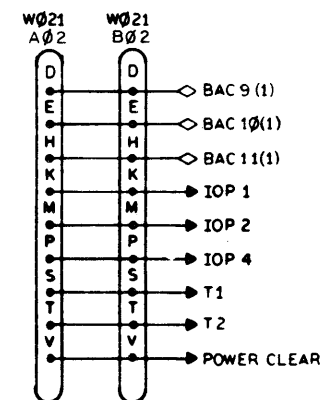 WØ21 WØ21
AØ2 BØ2
D D
BAC 9 (1)
E E
BAC 1Ø(1)
H H
BAC 11(1)
K K
IOP 1
M M
IOP 2
P P
IOP 4
S S
T1
T T
T2
V V
POWER CLEAR